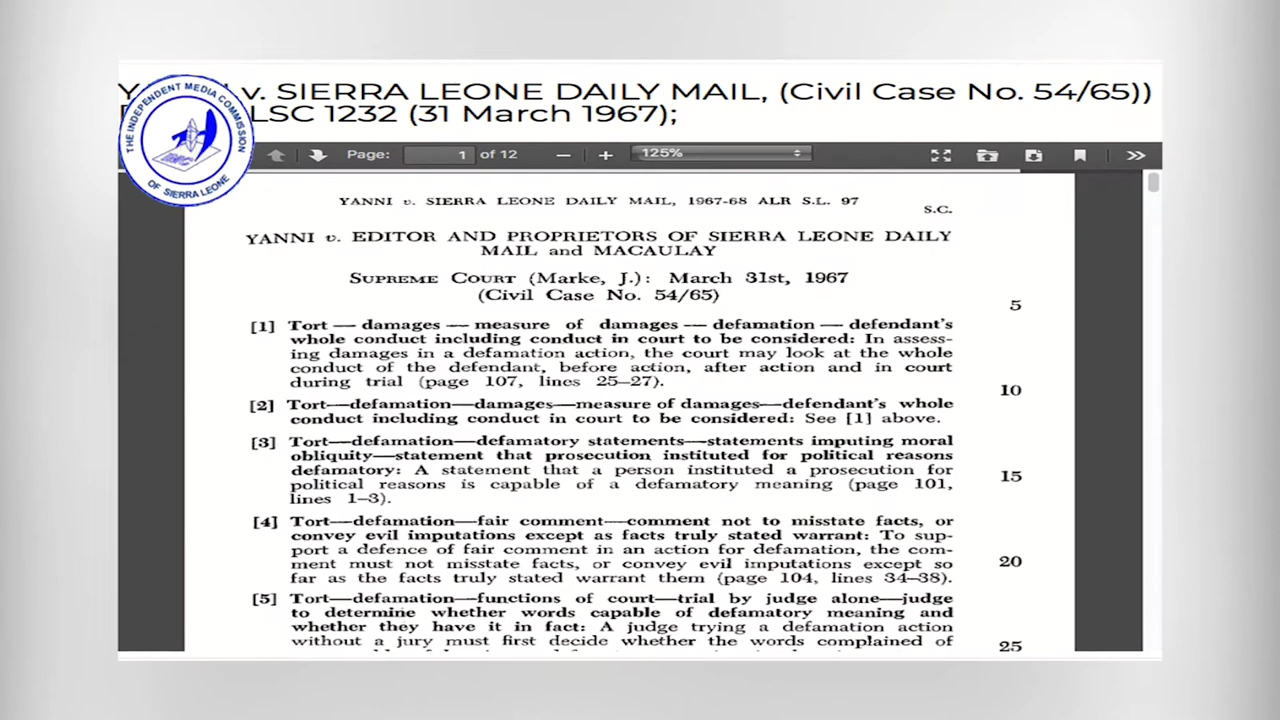 v. SIERRA LEONE DAILY MAIL, (Civil Case No. 54/65))
LSC 1232 (31 March 1967);
THE INDEPENDENT MEDIA COMMISSION
OF SIERRA LEONE
Page: 1 of 12 — + 125%
YANNI v. SIERRA LEONE DAILY MAIL, 1967-68 ALR S.L. 97
S.C.
YANNI v. EDITOR AND PROPRIETORS OF SIERRA LEONE DAILY
MAIL and MACAULAY
SUPREME COURT (Marke, J.): March 31st, 1967
(Civil Case No. 54/65)
5
[1] Tort—damages—measure of damages—defamation—defendant's
whole conduct including conduct in court to be considered: In assess-
ing damages in a defamation action, the court may look at the whole
conduct of the defendant, before action, after action and in court
during trial (page 107, lines 25–27).
10
[2] Tort—defamation—damages—measure of damages—defendant's whole
conduct including conduct in court to be considered: See [1] above.
[3] Tort—defamation—defamatory statements—statements imputing moral
obliquity—statement that prosecution instituted for political reasons
defamatory: A statement that a person instituted a prosecution for
15
political reasons is capable of a defamatory meaning (page 101,
lines 1–3).
[4] Tort—defamation—fair comment—comment not to misstate facts, or
convey evil imputations except as facts truly stated warrant: To sup-
port a defence of fair comment in an action for defamation, the com-
20
ment must not misstate facts, or convey evil imputations except so
far as the facts truly stated warrant them (page 104, lines 34–38).
[5] Tort—defamation—functions of court—trial by judge alone—judge
to determine whether words capable of defamatory meaning and
whether they have it in fact: A judge trying a defamation action
without a jury must first decide whether the words complained of
25